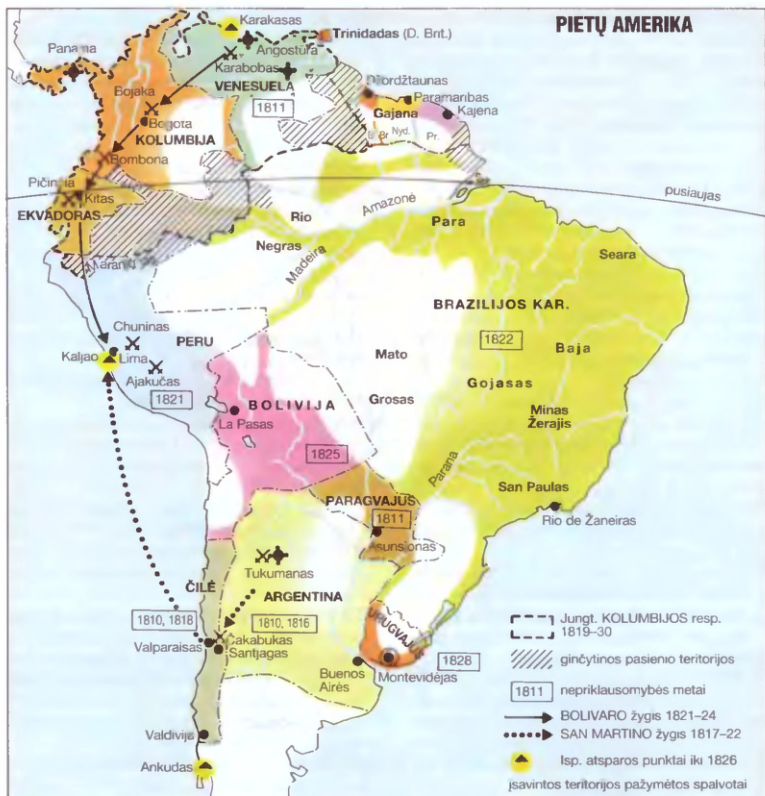 PIETŲ AMERIKA
Karakasas
Trinidadas (D. Brit.)
Panama
Angostūra
Karabobas
VENESUELA
1811
Džordžtaunas
Paramaribas
Kajena
Gajana
Br.
Nyd.
Pr.
Bojaka
Bogota
KOLUMBIJA
Bombona
Kitas
EKVADORAS
pusiaujas
Amazonė
Rio
Negras
Madeira
Para
Seara
BRAZILIJOS KAR.
1822
Baja
Gojasas
Minas
Žerajis
Mato
Grosas
Chuninas
PERU
Kaljao
Lima
Ajakučas
1821
BOLIVIJA
La Pasas
1825
Parana
San Paulas
Rio de Žaneiras
PARAGVAJUS
1811
Asunsionas
Tukumanas
ČILĖ
ARGENTINA
1810, 1818
1810, 1816
Čakabukas
Valparaisas
Santjagas
URUGVAJUS
1828
Buenos
Airės
Montevidėjas
Valdivija
Ankudas
Jungt. KOLUMBIJOS resp.
1819–30
ginčytinos pasienio teritorijos
1811 nepriklausomybės metai
BOLIVARO žygis 1821–24
SAN MARTINO žygis 1817–22
Isp. atsparos punktai iki 1826
įsavintos teritorijos pažymėtos spalvotai